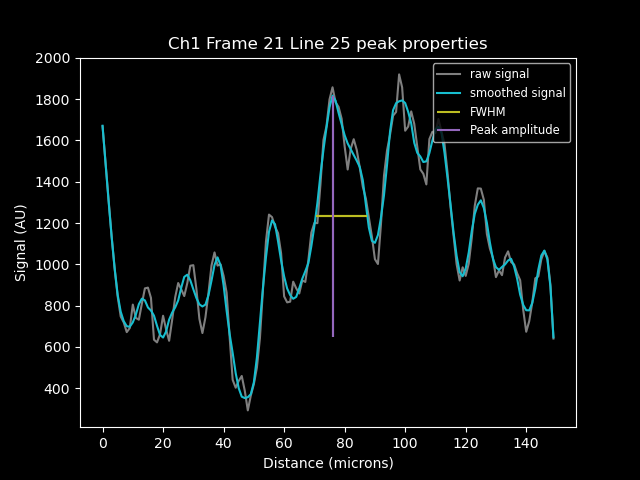 Ch1 Frame 21 Line 25 peak properties
raw signal
smoothed signal
FWHM
Peak amplitude
Signal (AU)
2000
1800
1600
1400
1200
1000
800
600
400
0 20 40 60 80 100 120 140
Distance (microns)